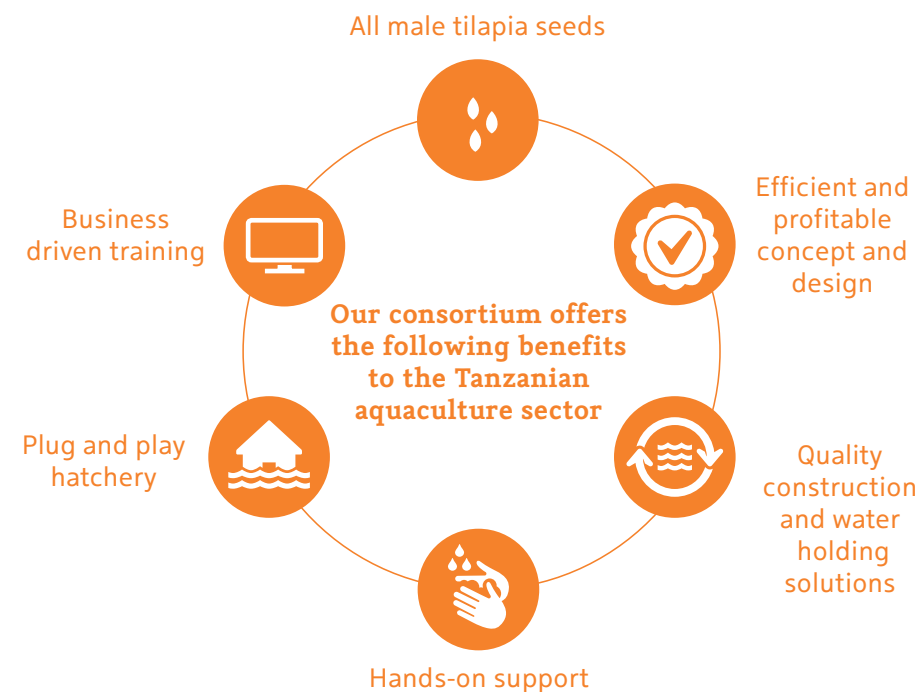 All male tilapia seeds
Efficient and
profitable
concept and
design
Quality
construction
and water
holding
solutions
Hands-on support
Plug and play
hatchery
Business
driven training
Our consortium offers
the following benefits
to the Tanzanian
aquaculture sector